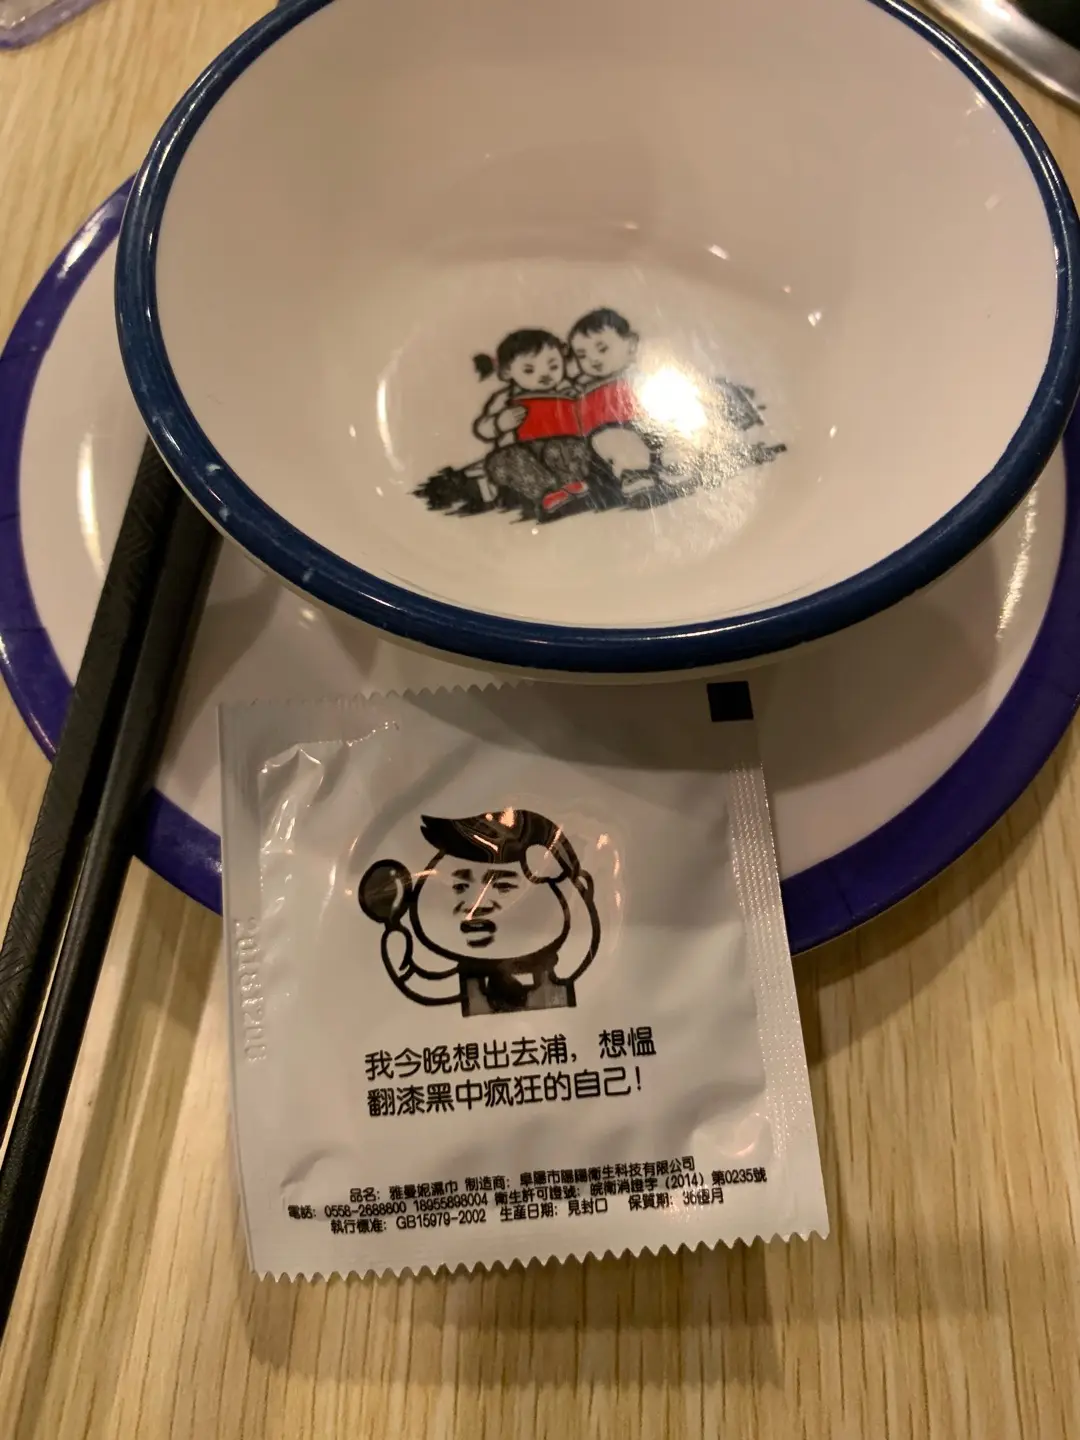 我今晚想出去浦，想愠
翻漆黑中疯狂的自己！
品名：雅曼妮濕巾 制造商：阜陽市陽陽衛生科技有限公司
電話：0558-2688800 18955898004 衛生許可證號：皖衛消證字（2014）第0235號
執行標准：GB15979-2002 生産日期：見封口 保質期：36個月